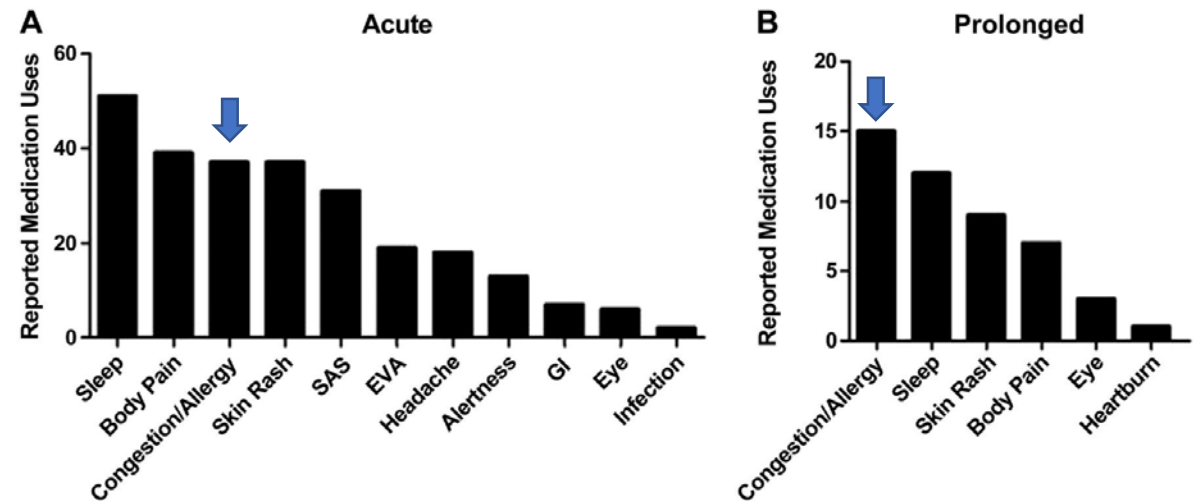 A
Acute
Reported Medication Uses
60
40
20
0
Sleep
Body Pain
Congestion/Allergy
Skin Rash
SAS
EVA
Headache
Alertness
GI
Eye
Infection
B
Prolonged
Reported Medication Uses
20
15
10
5
0
Congestion/Allergy
Sleep
Skin Rash
Body Pain
Eye
Heartburn